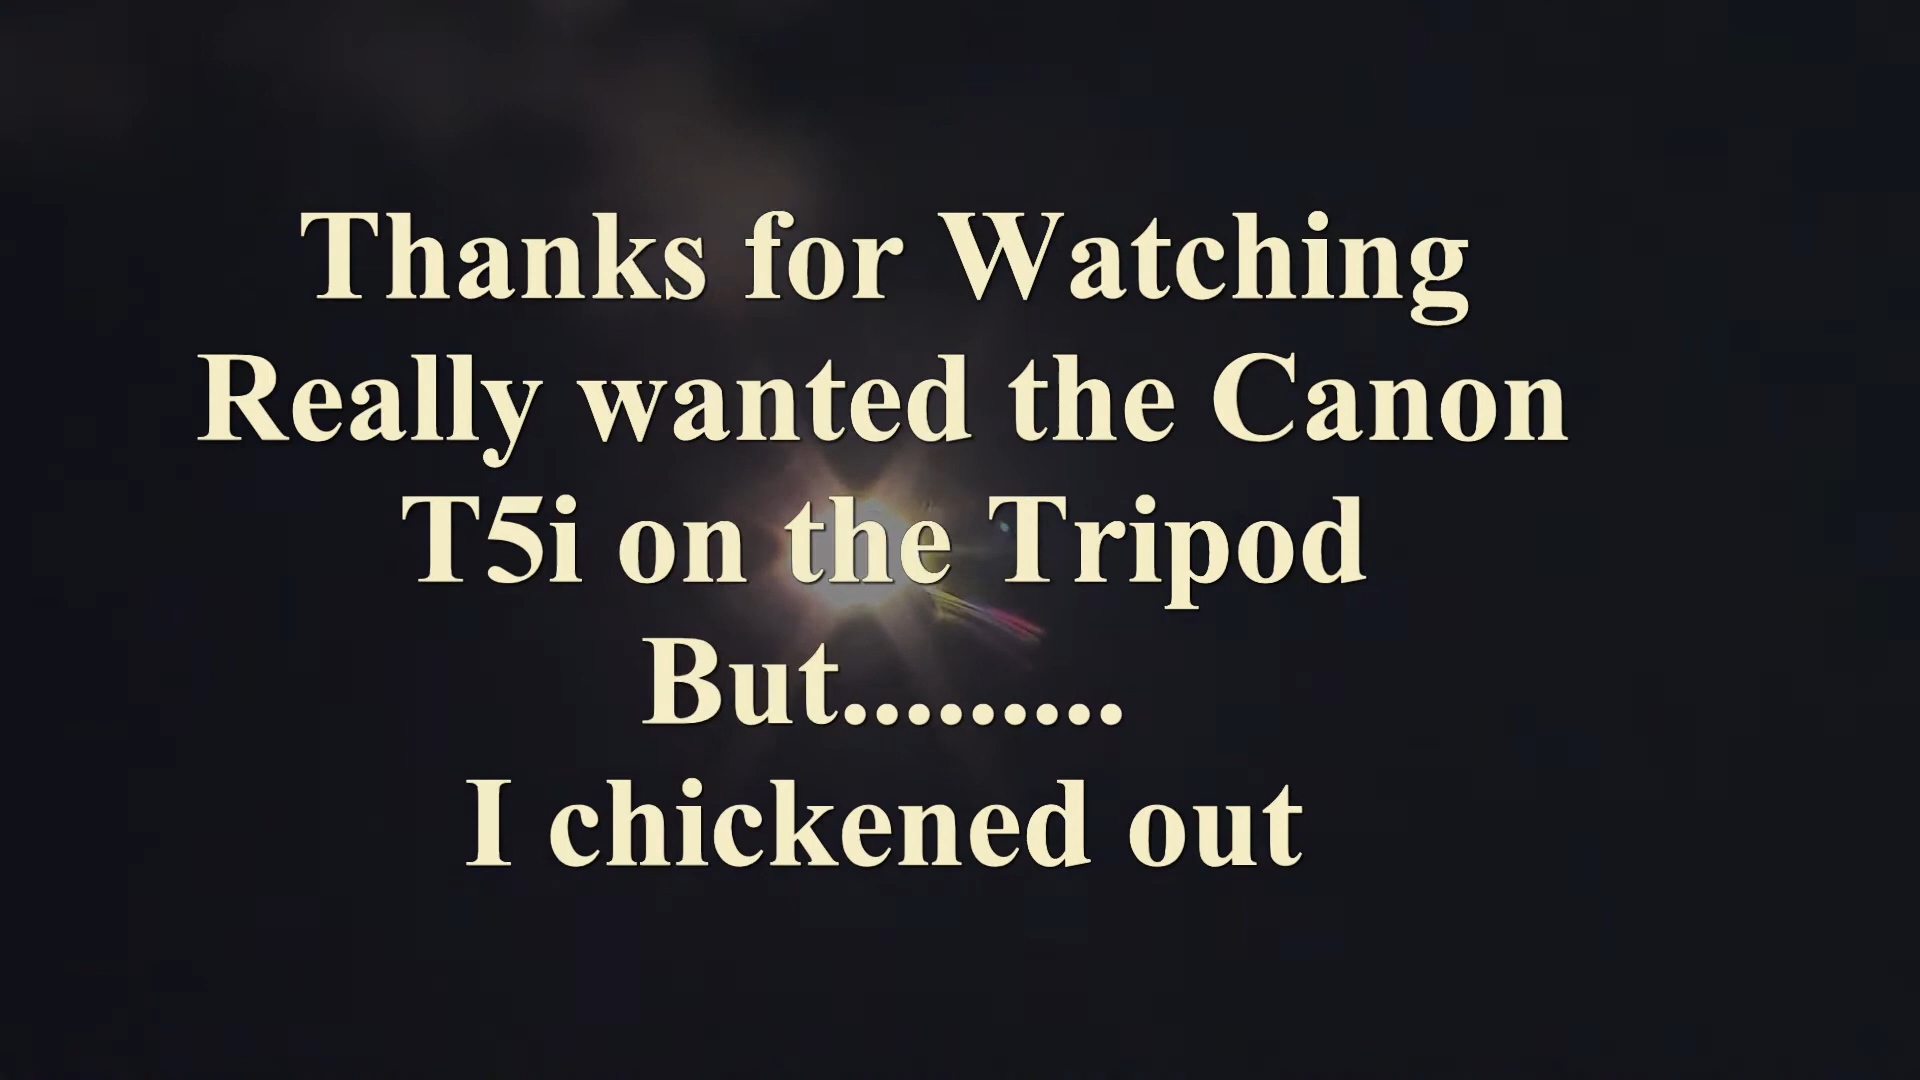 Thanks for Watching
Really wanted the Canon
T5i on the Tripod
But.........
I chickened out